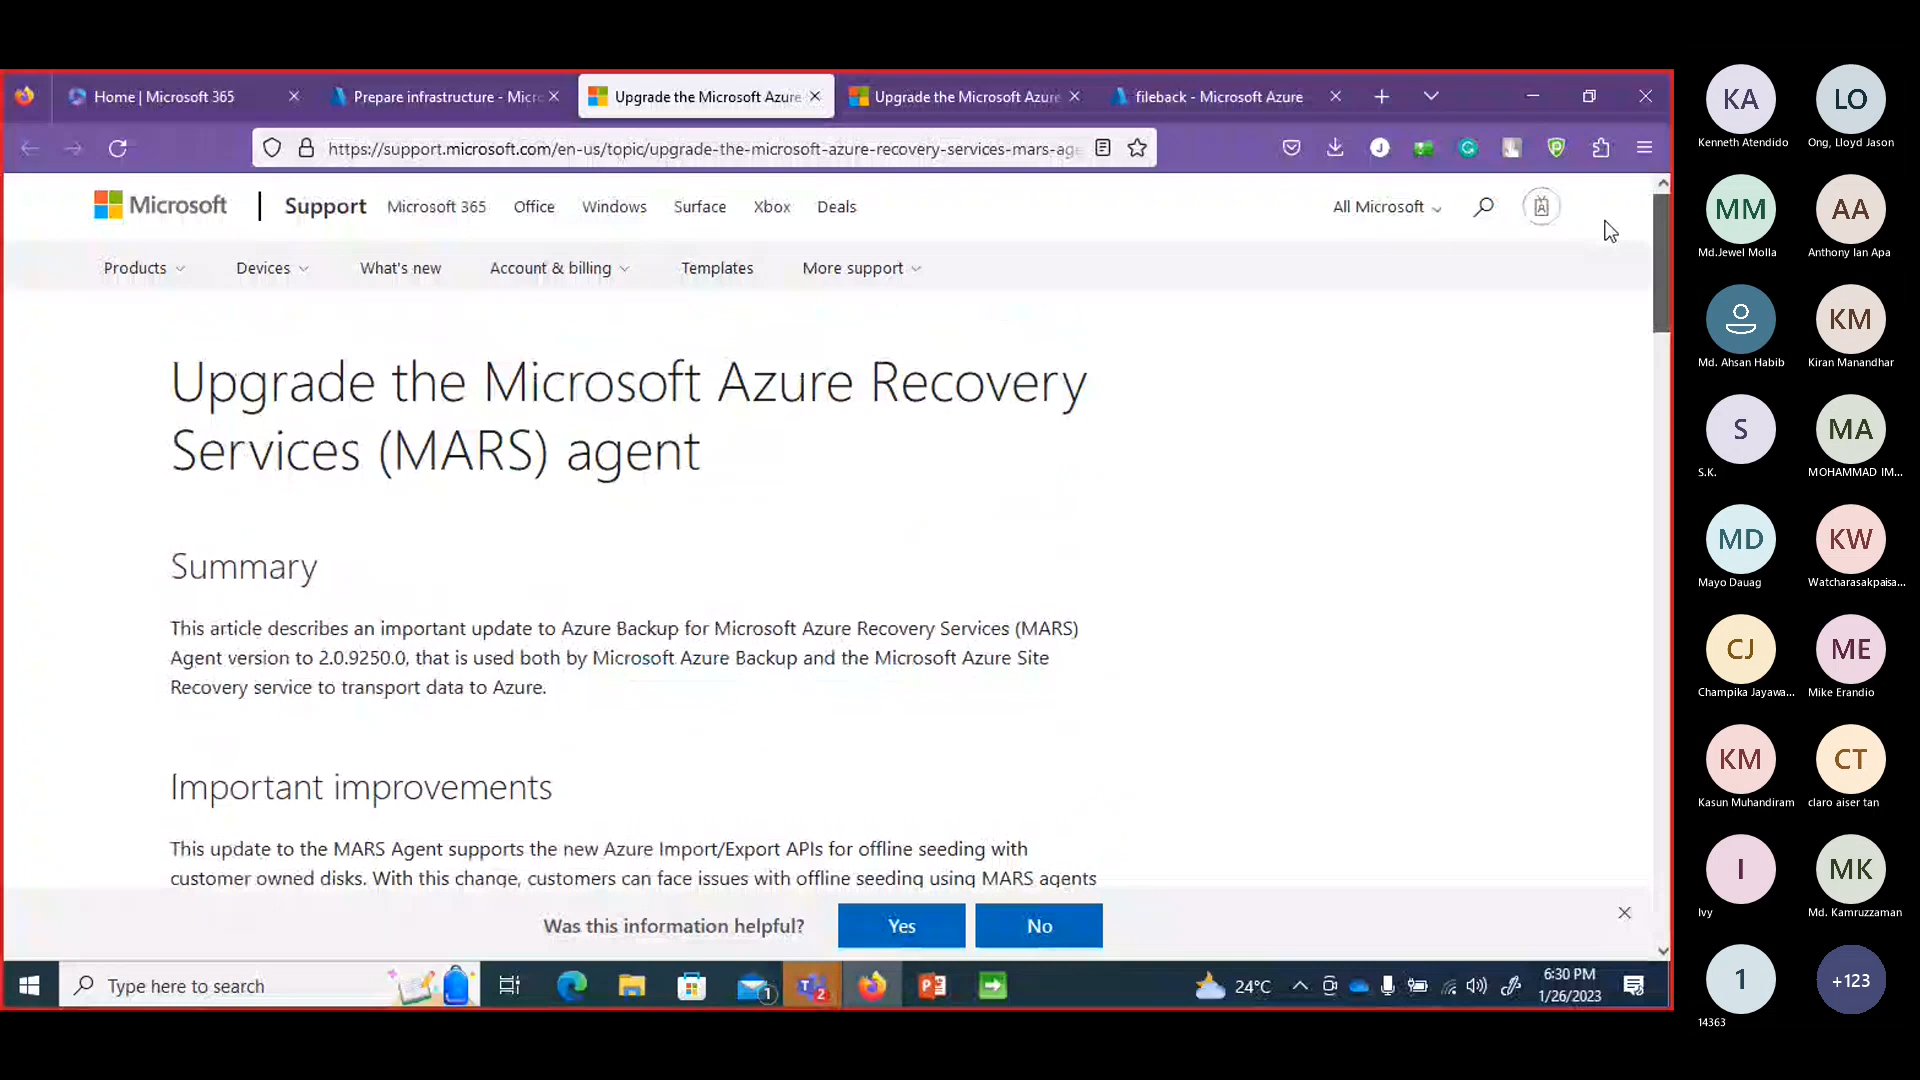 Home | Microsoft 365
Prepare infrastructure - Micr
Upgrade the Microsoft Azure
Upgrade the Microsoft Azure
fileback - Microsoft Azure
https://support.microsoft.com/en-us/topic/upgrade-the-microsoft-azure-recovery-services-mars-age
Microsoft
Support
Microsoft 365
Office
Windows
Surface
Xbox
Deals
All Microsoft
Products
Devices
What's new
Account & billing
Templates
More support
Upgrade the Microsoft Azure Recovery
Services (MARS) agent
Summary
This article describes an important update to Azure Backup for Microsoft Azure Recovery Services (MARS)
Agent version to 2.0.9250.0, that is used both by Microsoft Azure Backup and the Microsoft Azure Site
Recovery service to transport data to Azure.
Important improvements
This update to the MARS Agent supports the new Azure Import/Export APIs for offline seeding with
customer owned disks. With this change, customers can face issues with offline seeding using MARS agents
Was this information helpful?
Yes
No
Type here to search
1
2
24°C
6:30 PM
1/26/2023
KA
Kenneth Atendido
LO
Ong, Lloyd Jason
MM
Md.Jewel Molla
AA
Anthony Ian Apa
Md. Ahsan Habib
KM
Kiran Manandhar
S
S.K.
MA
MOHAMMAD IM...
MD
Mayo Dauag
KW
Watcharasakpaisa...
CJ
Champika Jayawa...
ME
Mike Erandio
KM
Kasun Muhandiram
CT
claro aiser tan
I
Ivy
MK
Md. Kamruzzaman
1
14363
+123